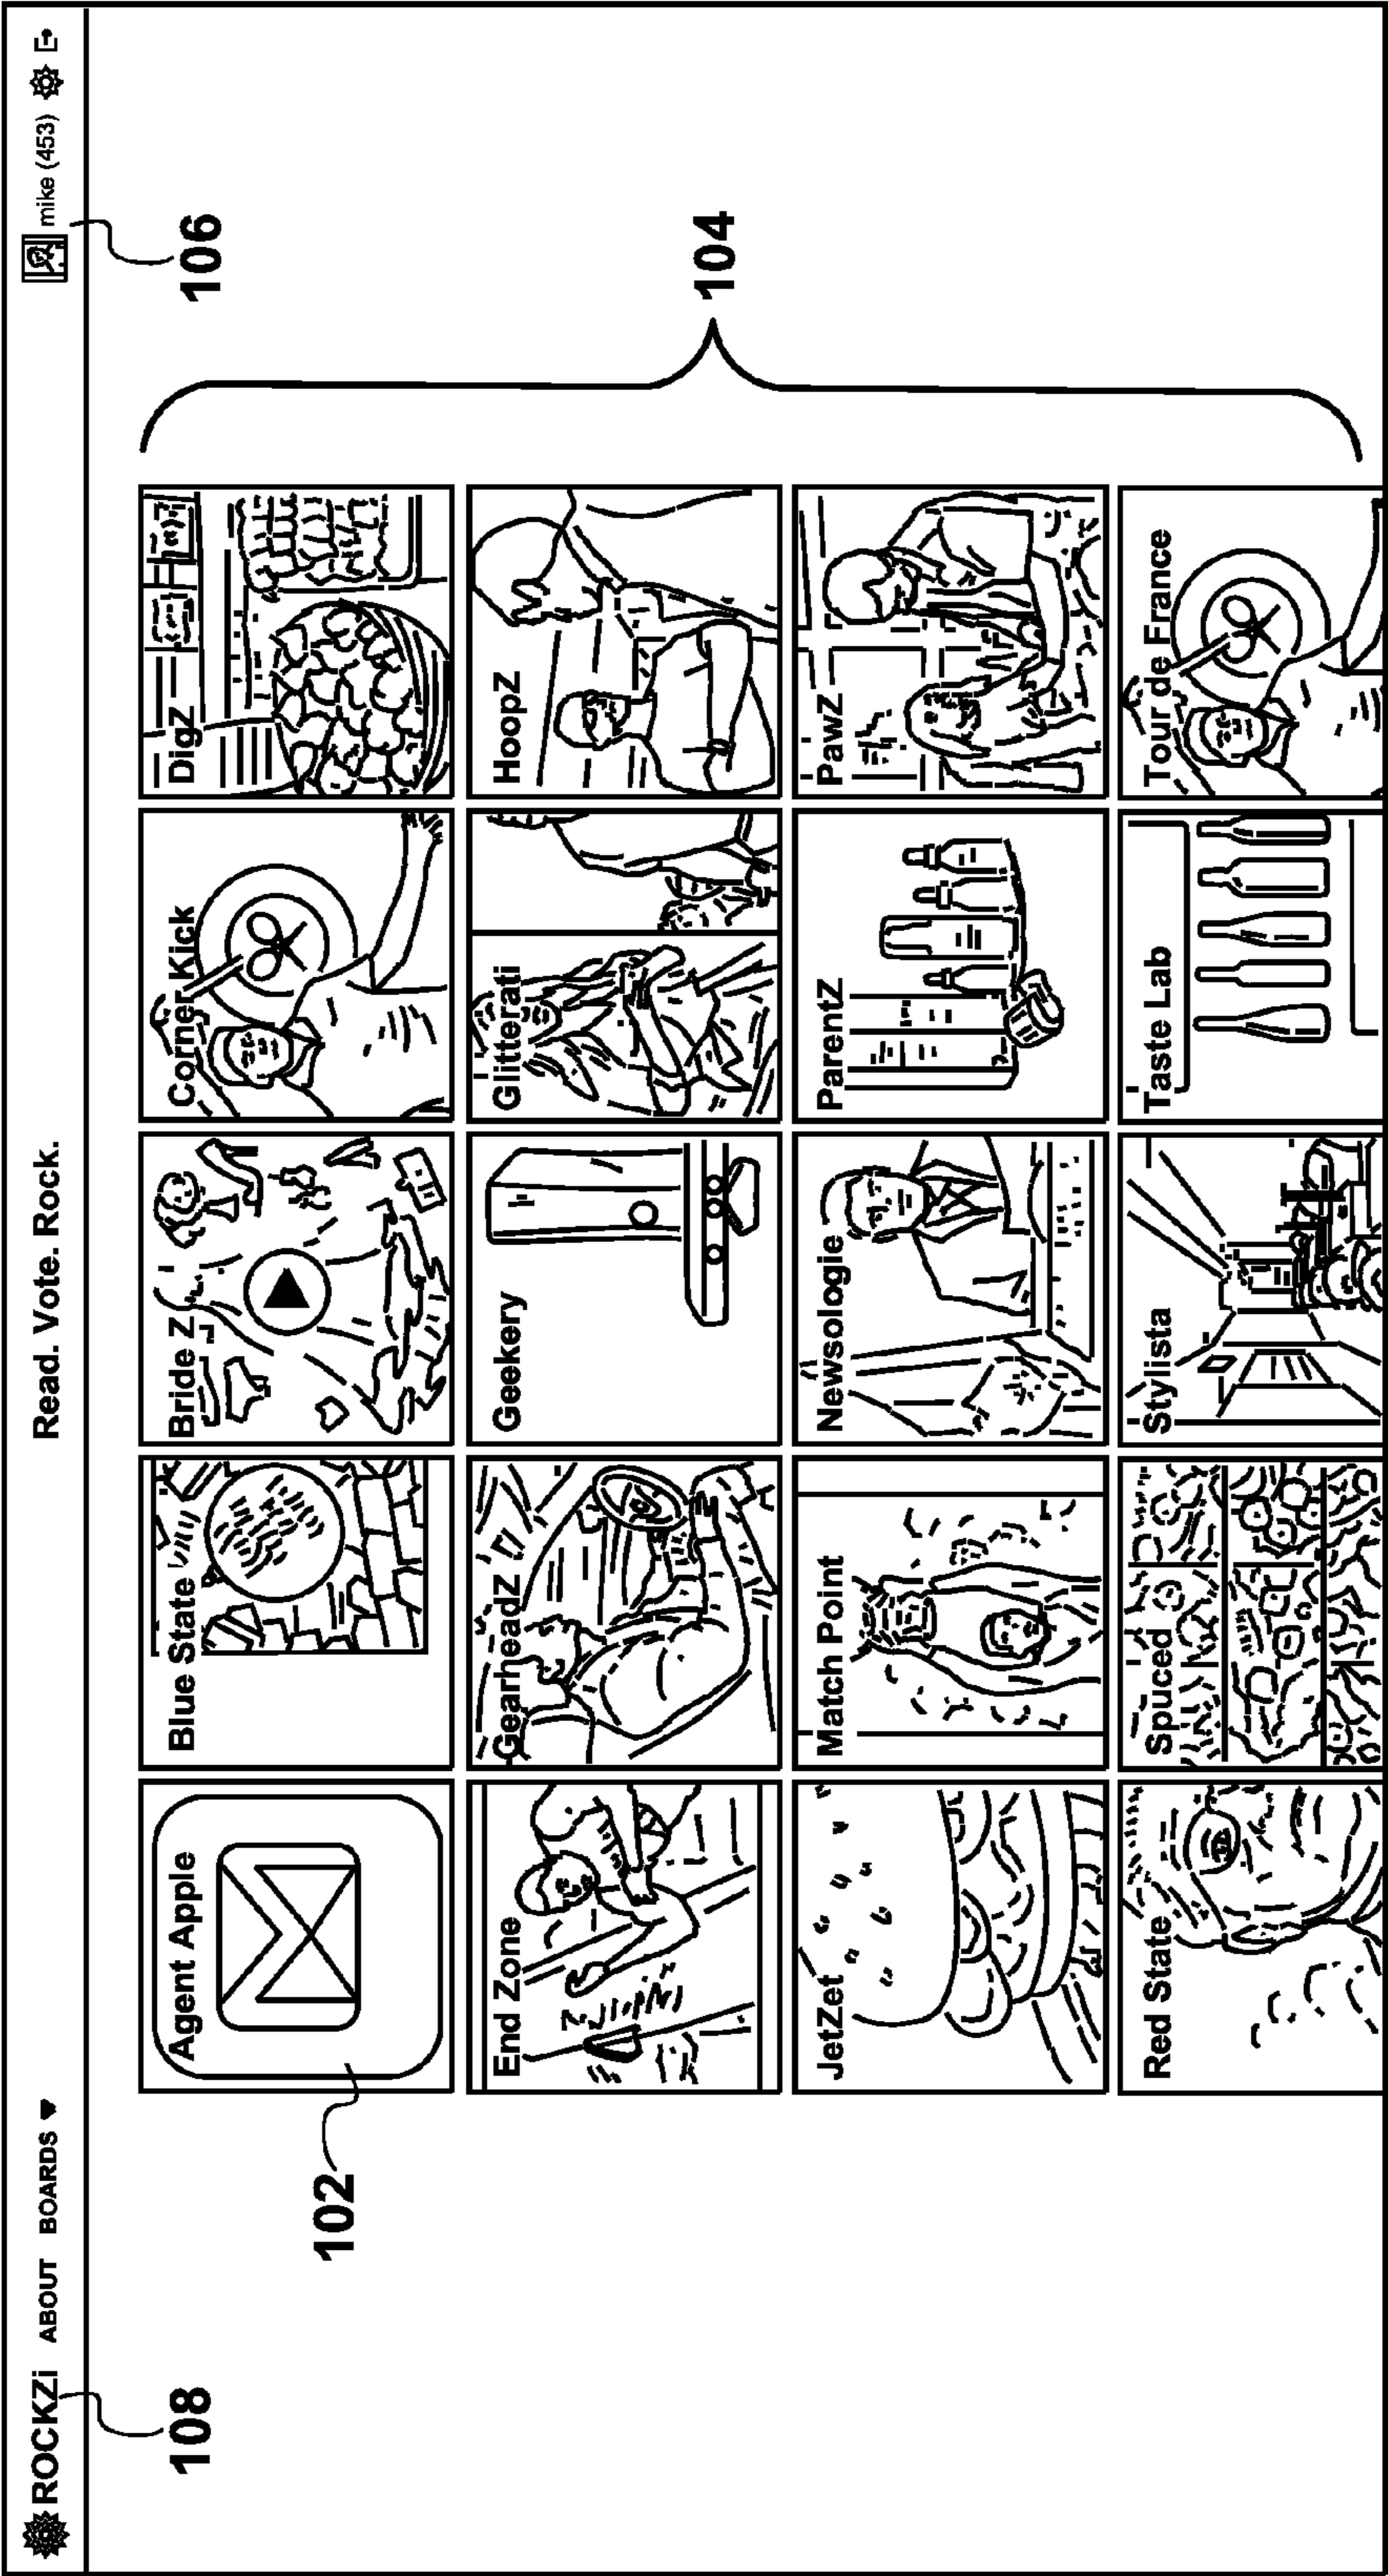 ROCKZi ABOUT BOARDS Read. Vote. Rock. mike (453)
108
106
Agent Apple Blue State Bride Z Corner Kick DigZ
102
End Zone GearheadZ Geekery Glitterati HoopZ
104
JetZet Match Point Newsologie ParentZ PawZ
Red State Spuced Stylista Taste Lab Tour de France